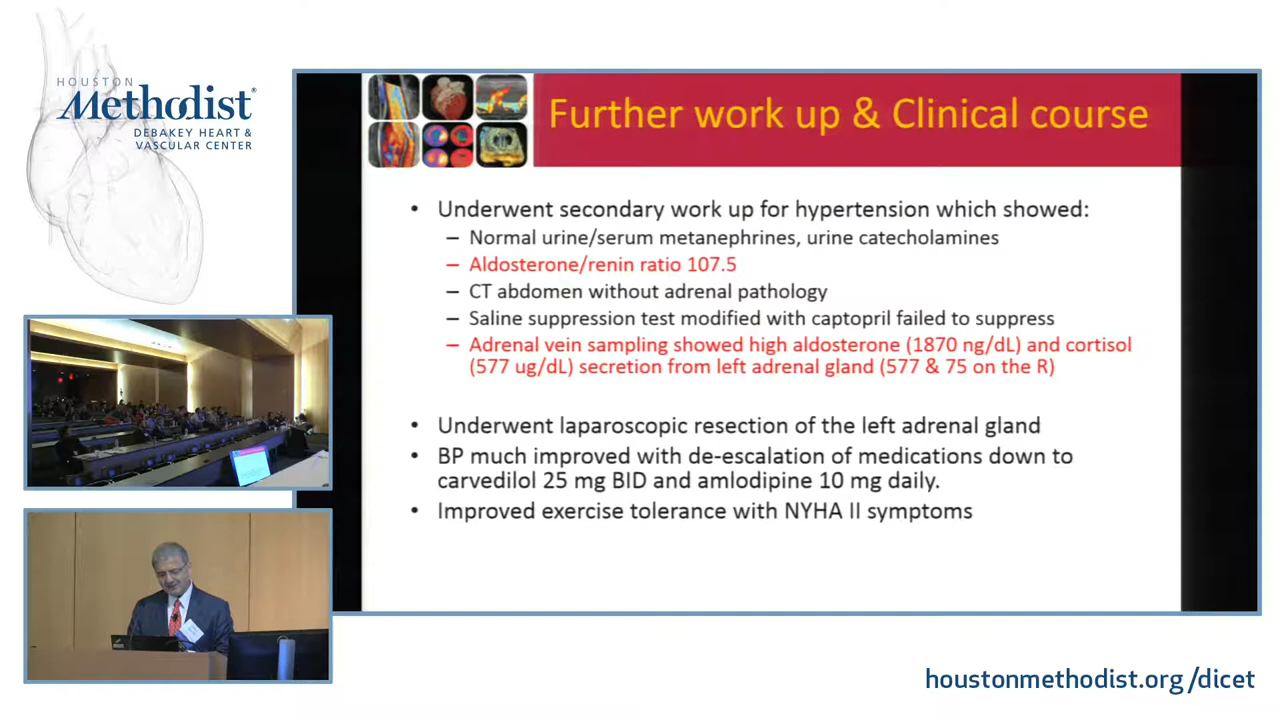 HOUSTON
Methodist®
DEBAKEY HEART &
VASCULAR CENTER
Further work up & Clinical course
• Underwent secondary work up for hypertension which showed:
– Normal urine/serum metanephrines, urine catecholamines
– Aldosterone/renin ratio 107.5
– CT abdomen without adrenal pathology
– Saline suppression test modified with captopril failed to suppress
– Adrenal vein sampling showed high aldosterone (1870 ng/dL) and cortisol
(577 ug/dL) secretion from left adrenal gland (577 & 75 on the R)
• Underwent laparoscopic resection of the left adrenal gland
• BP much improved with de-escalation of medications down to
carvedilol 25 mg BID and amlodipine 10 mg daily.
• Improved exercise tolerance with NYHA II symptoms
houstonmethodist.org/dicet